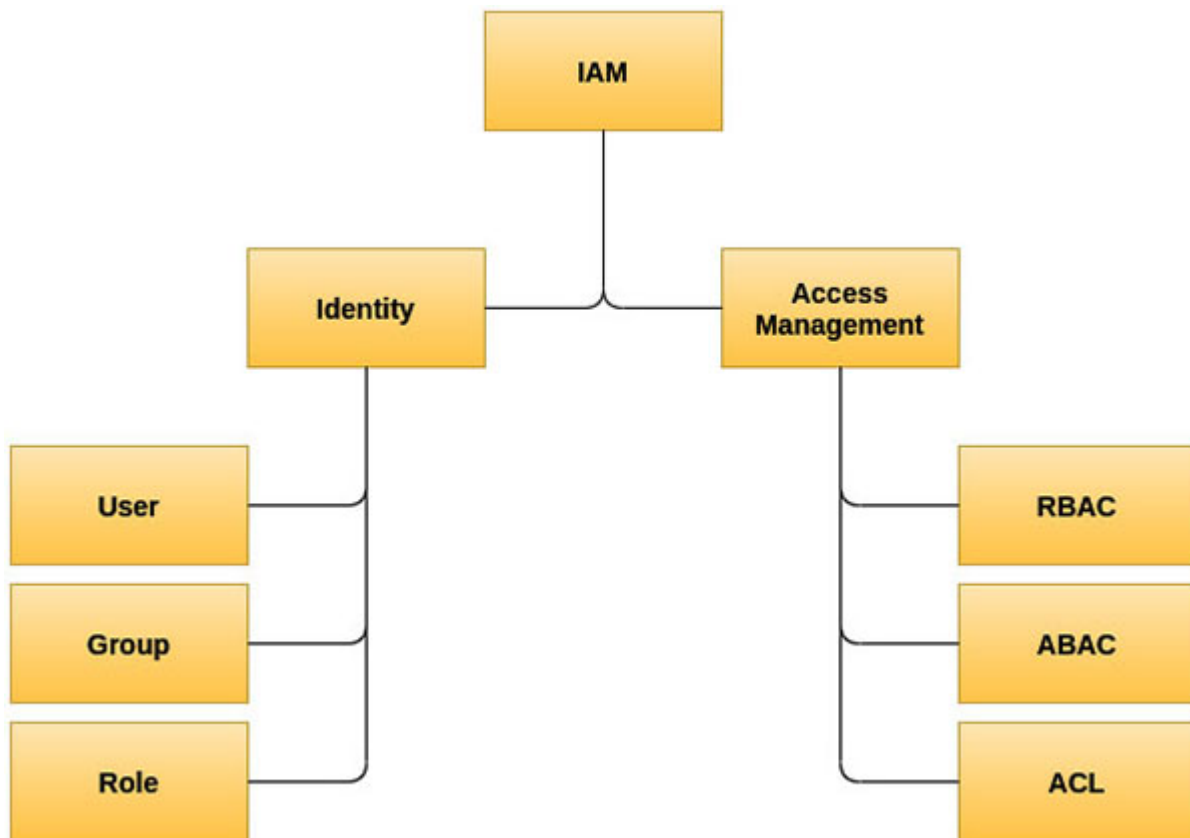 IAM
Identity
Access
Management
User
RBAC
Group
ABAC
Role
ACL